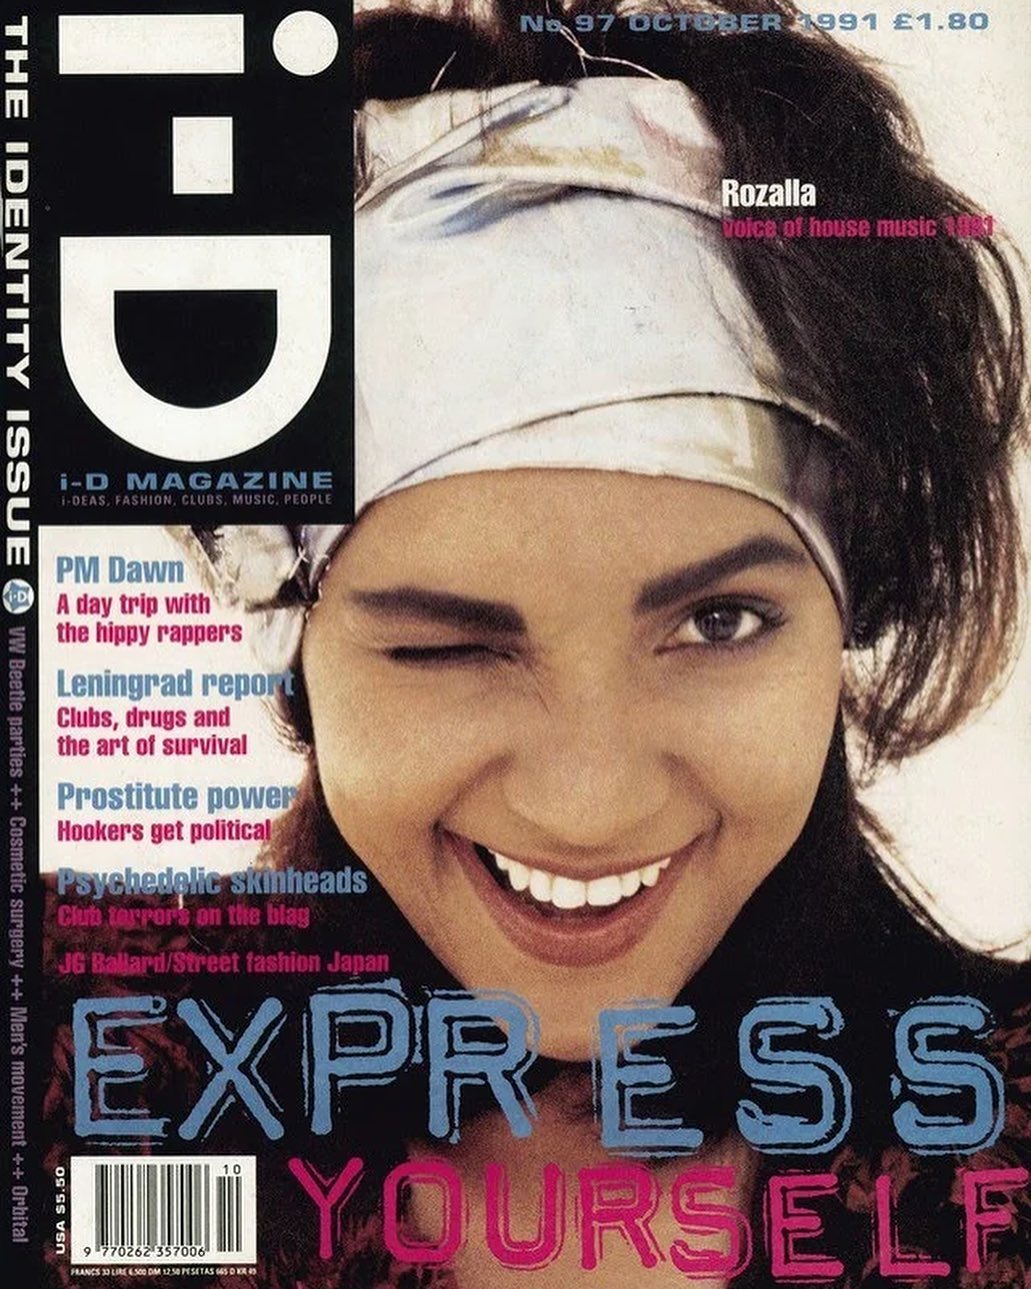 No 97 OCTOBER 1991 £1.80
i-D
i-D MAGAZINE
i-DEAS, FASHION, CLUBS, MUSIC, PEOPLE
THE IDENTITY ISSUE i-D VW Beetle parties ++ Cosmetic surgery ++ Men's movement ++ Orbital
Rozalla
voice of house music 1991
PM Dawn
A day trip with
the hippy rappers
Leningrad report
Clubs, drugs and
the art of survival
Prostitute power
Hookers get political
Psychedelic skinheads
Club terrors on the blag
JG Ballard/Street fashion Japan
EXPRESS
YOURSELF
USA $5.50
10
9 770262 357006
FRANCS 33 LIRE 6,500 DM 12,50 PESETAS 665 D KR 49